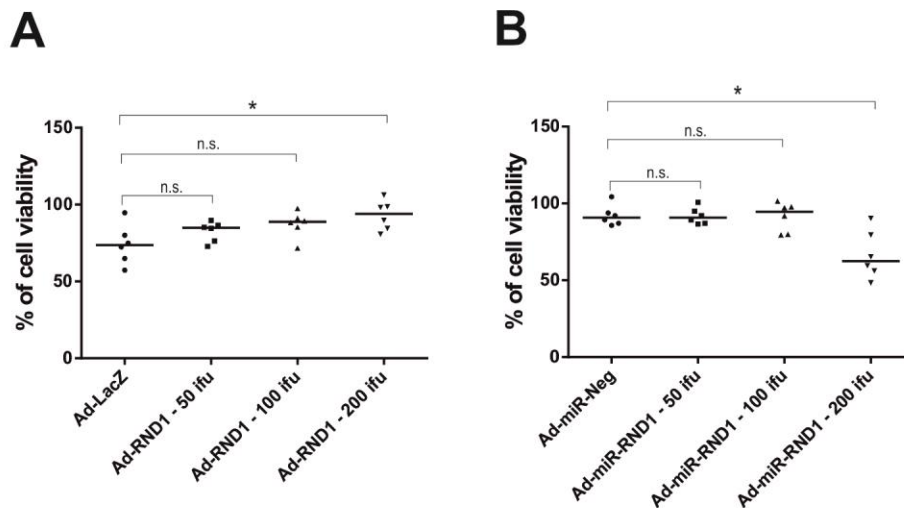 A
% of cell viability
150
100
50
0
*
n.s.
n.s.
Ad-LacZ
Ad-RND1 - 50 ifu
Ad-RND1 - 100 ifu
Ad-RND1 - 200 ifu
B
% of cell viability
150
100
50
0
*
n.s.
n.s.
Ad-miR-Neg
Ad-miR-RND1 - 50 ifu
Ad-miR-RND1 - 100 ifu
Ad-miR-RND1 - 200 ifu